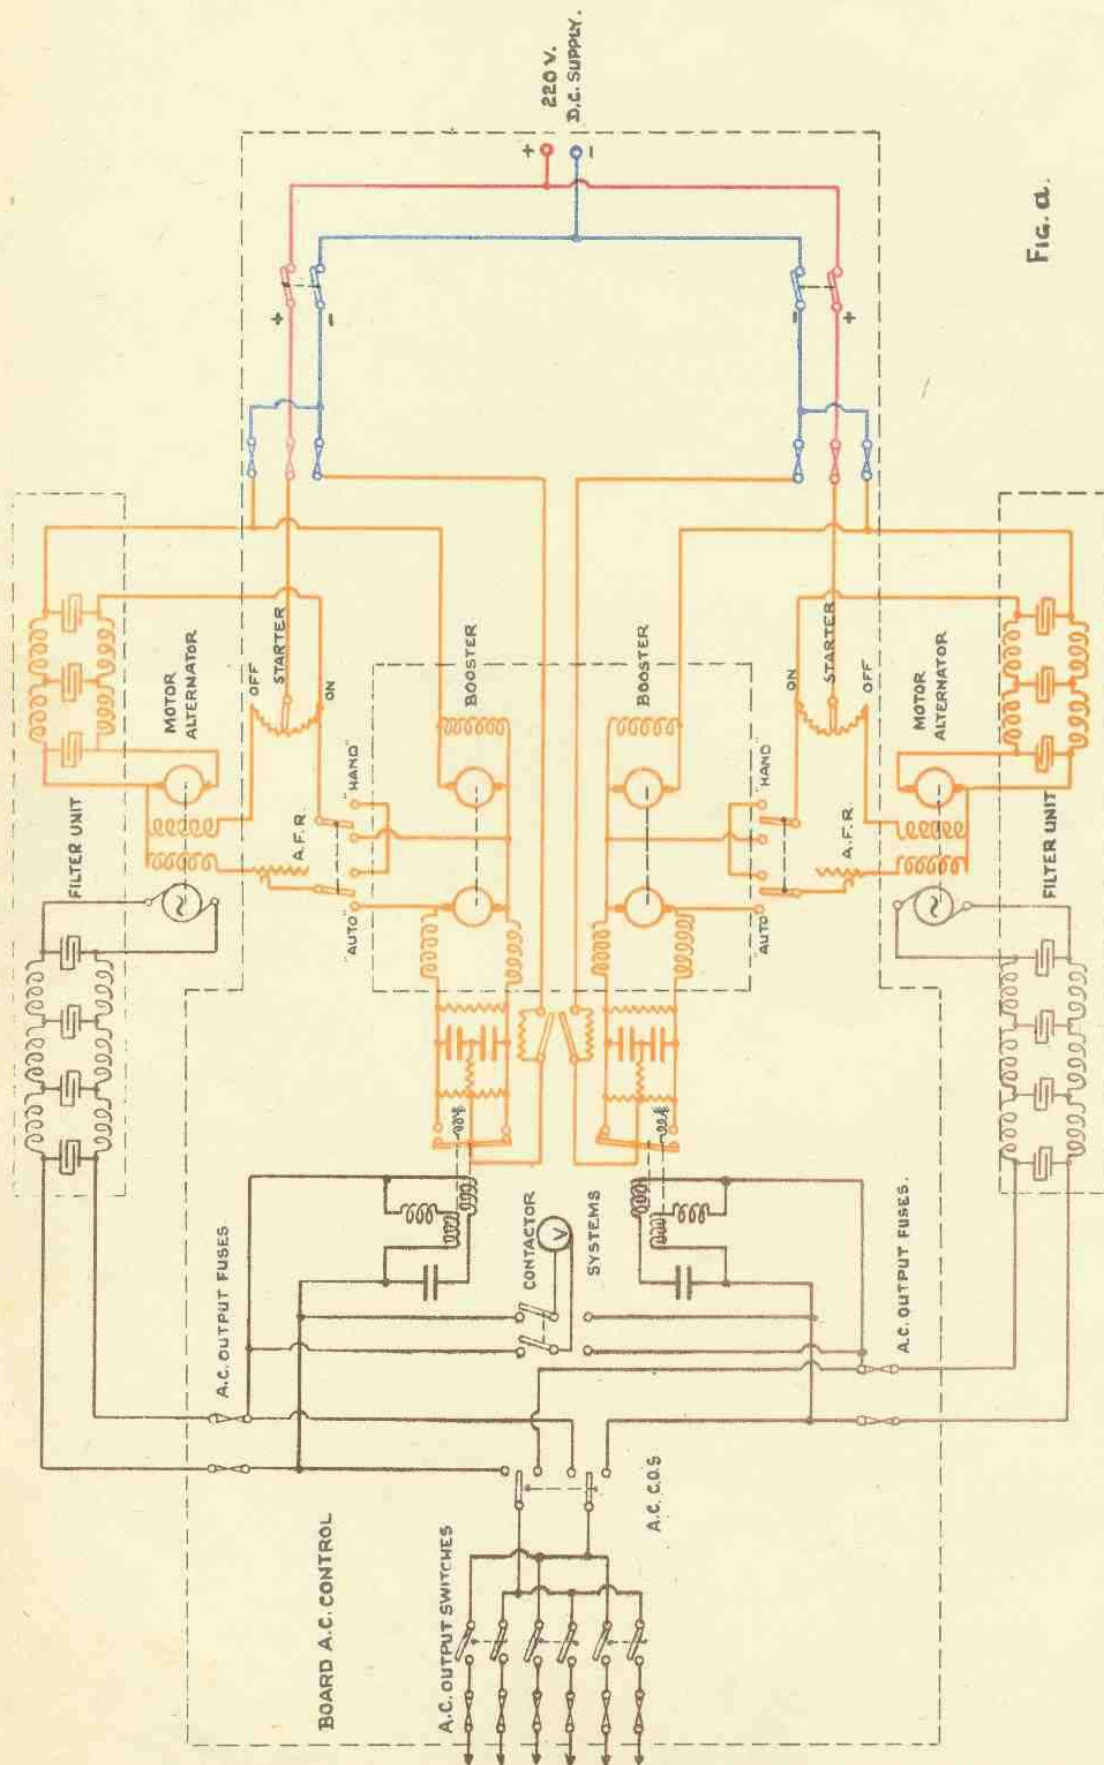 220 V.
D.C. SUPPLY.
+
-
+
-
-
+
FIG. a.
MOTOR
ALTERNATOR
FILTER UNIT
OFF
STARTER
ON
A.F.R.
"HAND"
"AUTO"
BOOSTER
BOOSTER
"HAND"
"AUTO"
ON
STARTER
OFF
A.F.R.
MOTOR
ALTERNATOR
FILTER UNIT
A.C. OUTPUT FUSES
CONTACTOR
V
SYSTEMS
A.C. OUTPUT FUSES.
BOARD A.C. CONTROL
A.C. OUTPUT SWITCHES
A.C. C.O.S.